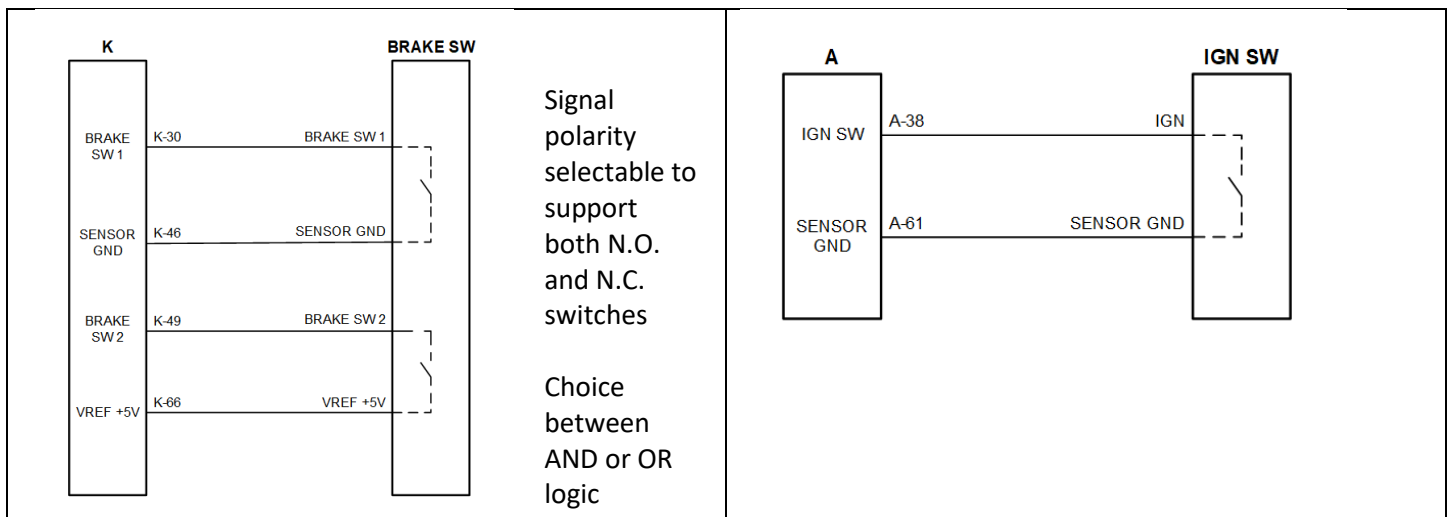 K
BRAKE SW
BRAKE
SW 1
K-30
BRAKE SW 1
SENSOR
GND
K-46
SENSOR GND
BRAKE
SW 2
K-49
BRAKE SW 2
VREF +5V
K-66
VREF +5V
Signal
polarity
selectable to
support
both N.O.
and N.C.
switches
Choice
between
AND or OR
logic
A
IGN SW
IGN SW
A-38
IGN
SENSOR
GND
A-61
SENSOR GND